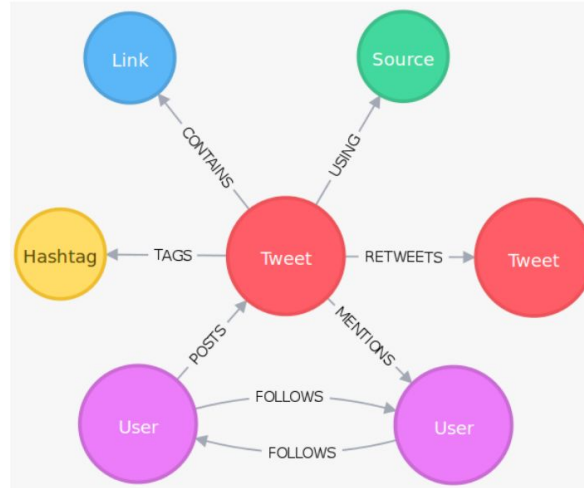 Link
Source
CONTAINS
USING
Hashtag
TAGS
Tweet
RETWEETS
Tweet
POSTS
MENTIONS
User
FOLLOWS
FOLLOWS
User